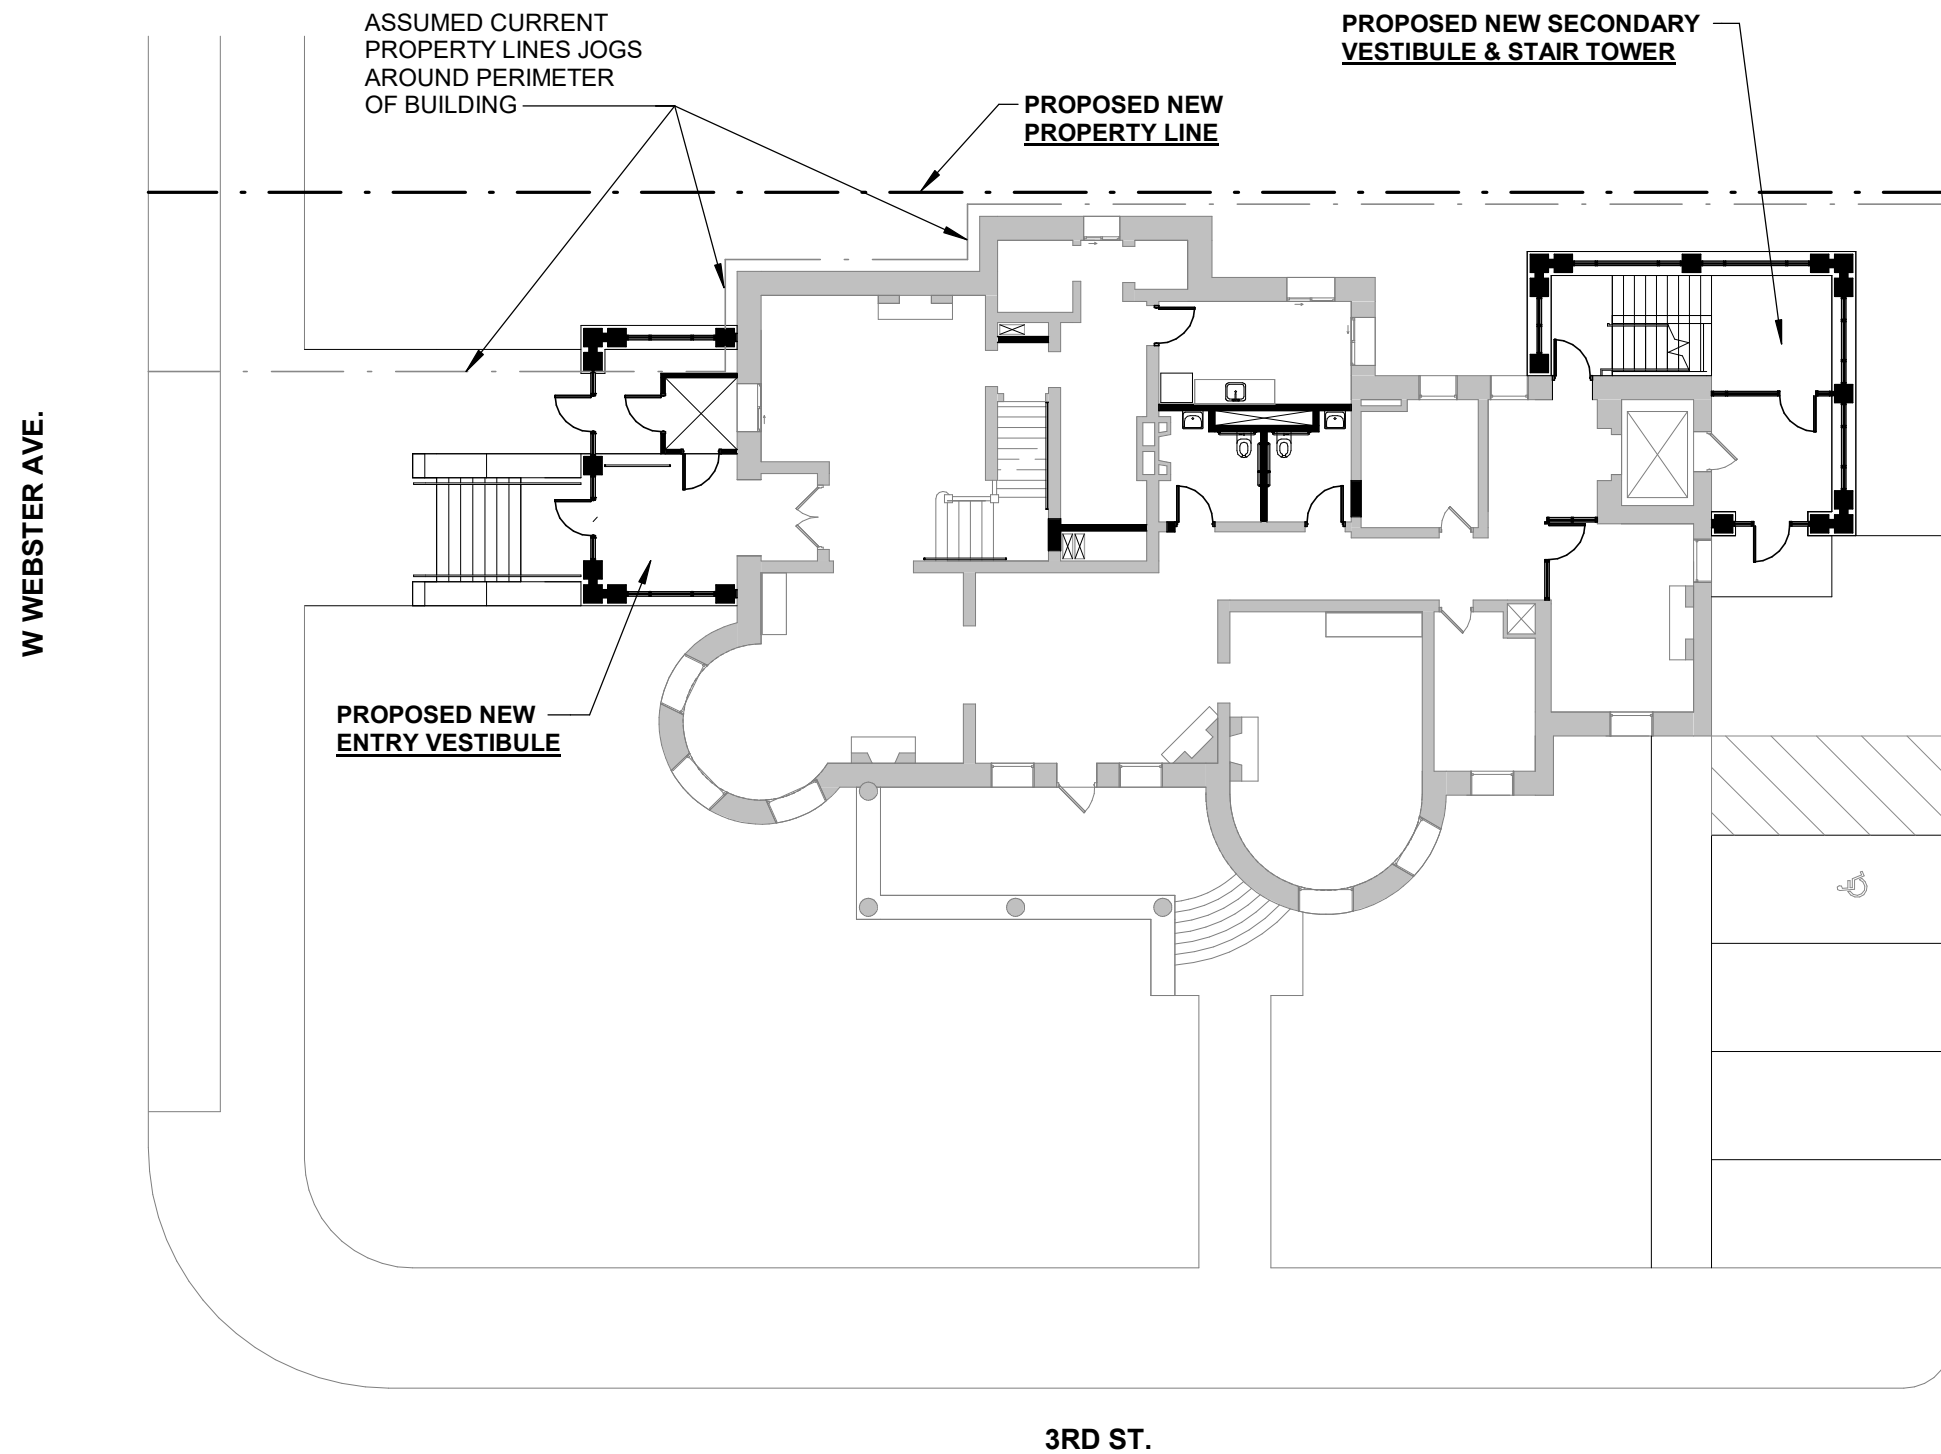 ASSUMED CURRENT
PROPERTY LINES JOGS
AROUND PERIMETER
OF BUILDING
PROPOSED NEW SECONDARY
VESTIBULE & STAIR TOWER
PROPOSED NEW
PROPERTY LINE
W WEBSTER AVE.
PROPOSED NEW
ENTRY VESTIBULE
3RD ST.